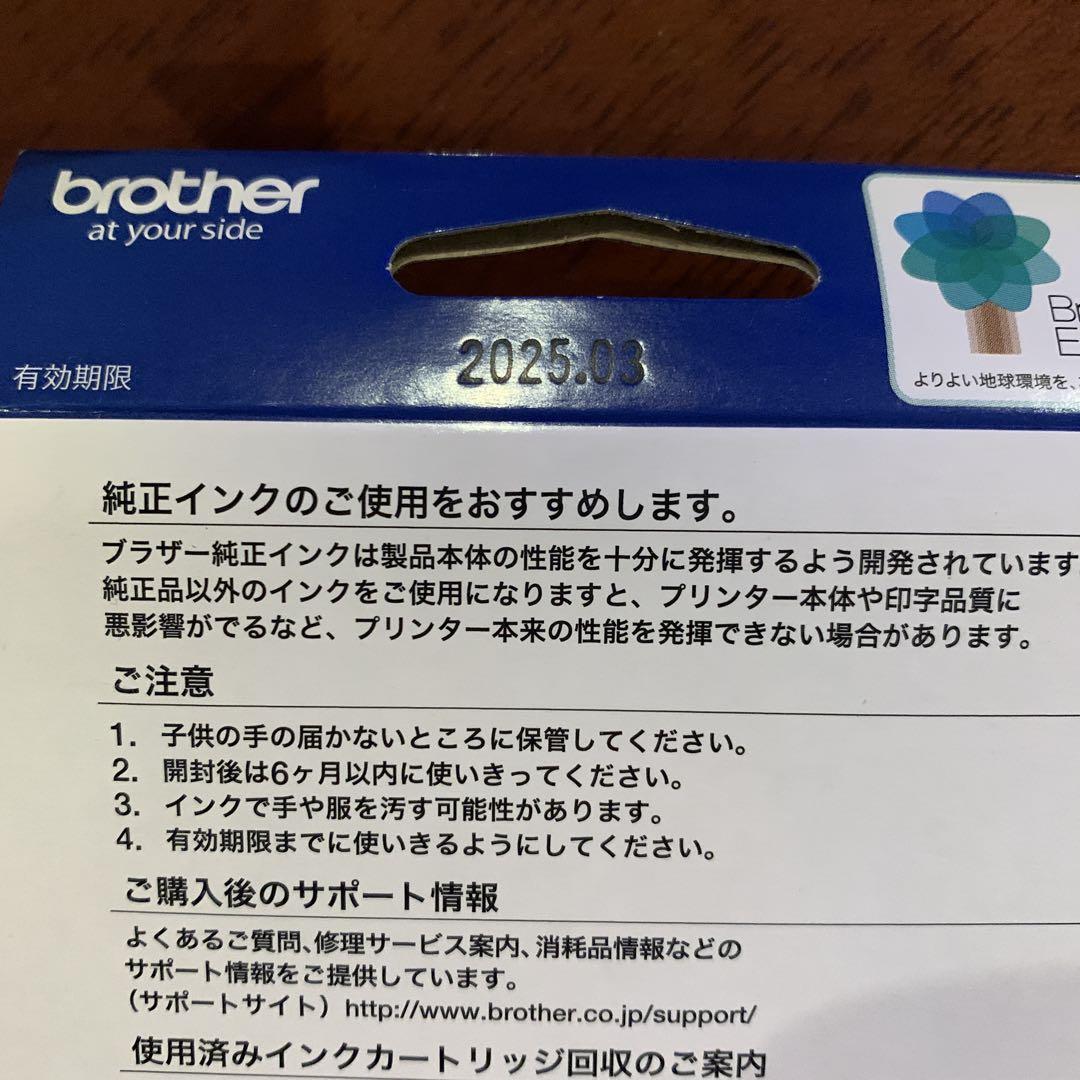 brother
at your side
有効期限
2025.03
よりよい地球環境を、
純正インクのご使用をおすすめします。
ブラザー純正インクは製品本体の性能を十分に発揮するよう開発されています
純正品以外のインクをご使用になりますと、プリンター本体や印字品質に
悪影響がでるなど、プリンター本来の性能を発揮できない場合があります。
ご注意
1. 子供の手の届かないところに保管してください。
2. 開封後は6ヶ月以内に使いきってください。
3. インクで手や服を汚す可能性があります。
4. 有効期限までに使いきるようにしてください。
ご購入後のサポート情報
よくあるご質問、修理サービス案内、消耗品情報などの
サポート情報をご提供しています。
（サポートサイト）http://www.brother.co.jp/support/
使用済みインクカートリッジ回収のご案内